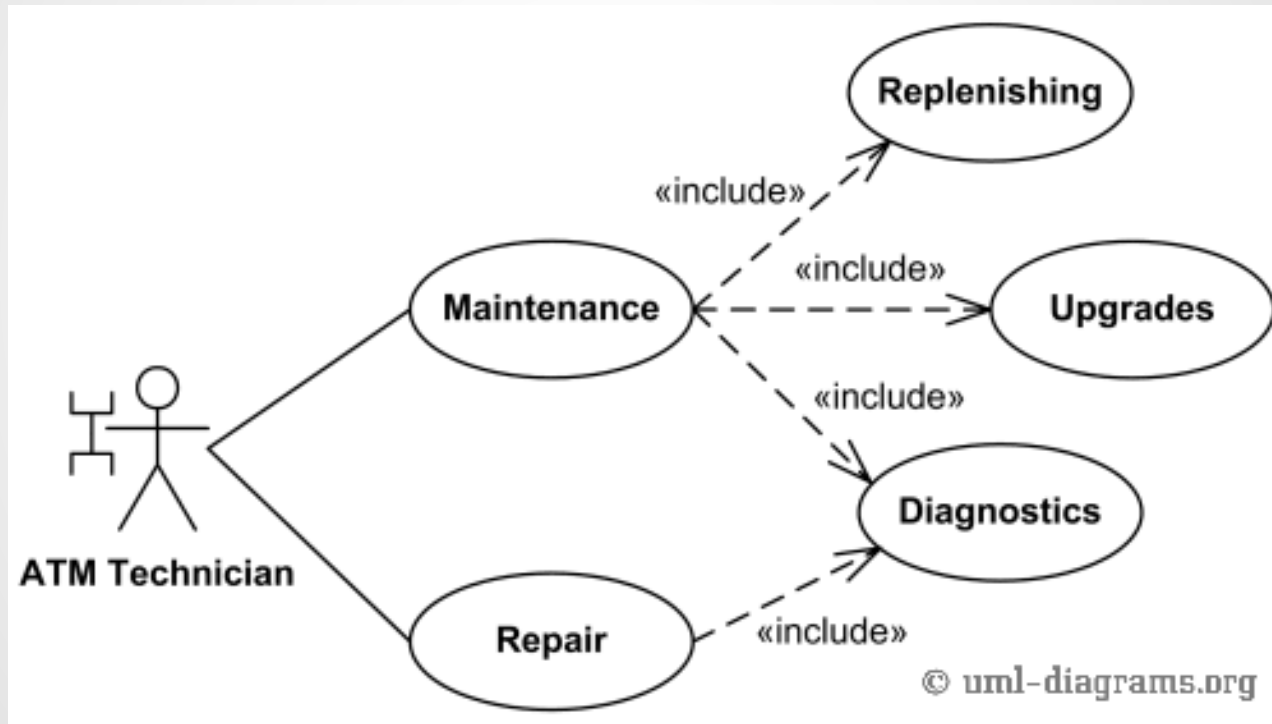 Replenishing
«include»
«include»
Maintenance
Upgrades
«include»
Diagnostics
ATM Technician
Repair
«include»
© uml-diagrams.org